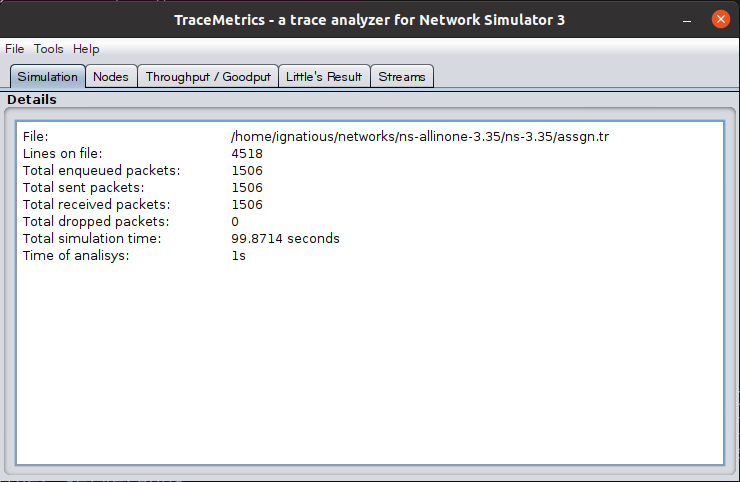 TraceMetrics - a trace analyzer for Network Simulator 3
File Tools Help
Simulation Nodes Throughput / Goodput Little's Result Streams
Details
File: /home/ignatious/networks/ns-allinone-3.35/ns-3.35/assgn.tr
Lines on file: 4518
Total enqueued packets: 1506
Total sent packets: 1506
Total received packets: 1506
Total dropped packets: 0
Total simulation time: 99.8714 seconds
Time of analisys: 1s